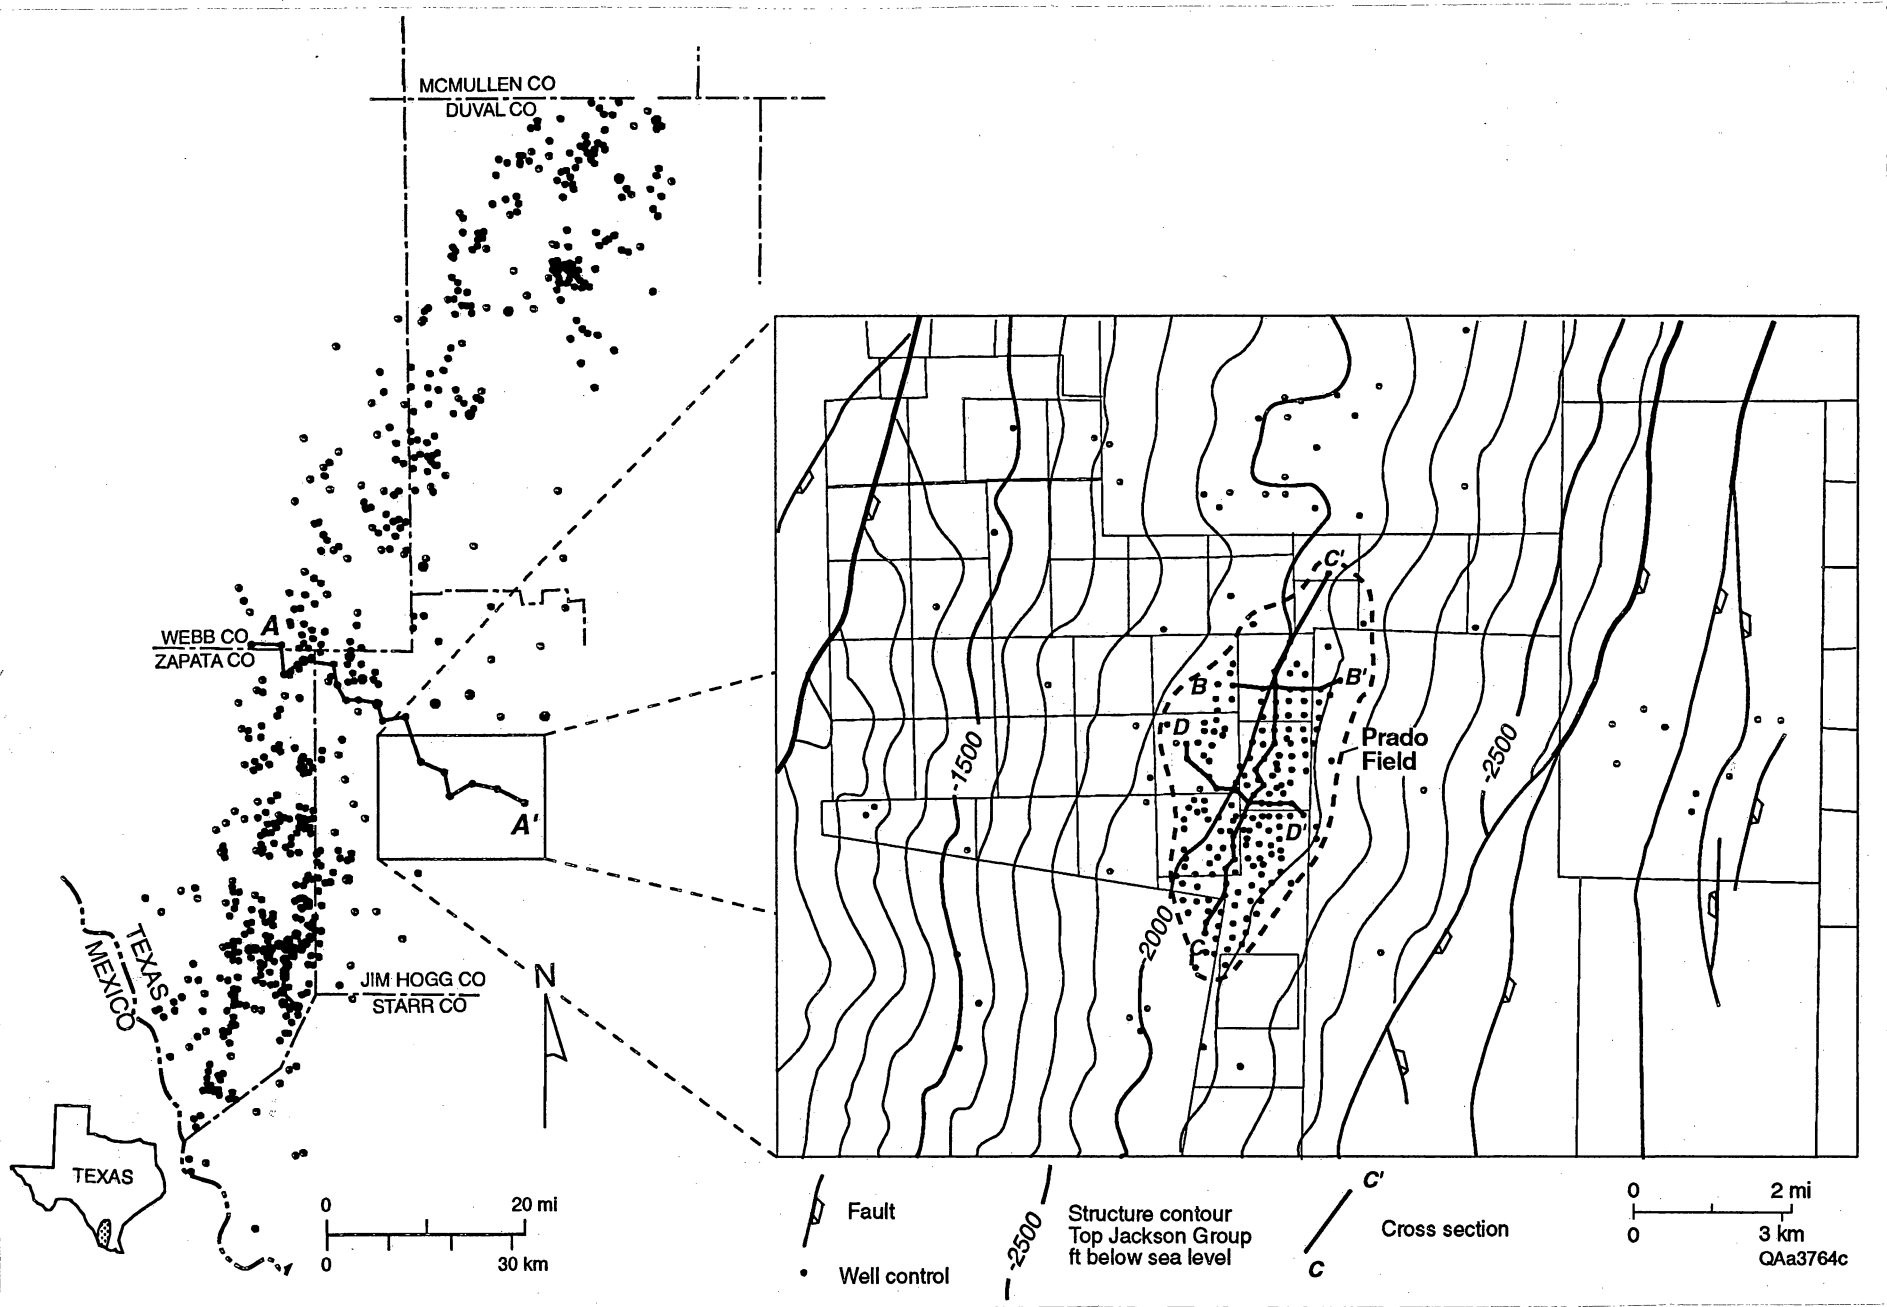 MCMULLEN CO
DUVAL CO
WEBB CO
ZAPATA CO
A
A'
TEXAS
MEXICO
JIM HOGG CO
STARR CO
N
TEXAS
0 20 mi
0 30 km
C'
B
B'
D
Prado
Field
D'
C
-1500
2000
-2500
Fault
Well control
-2500
Structure contour
Top Jackson Group
ft below sea level
C'
C
Cross section
0 2 mi
0 3 km
QAa3764c